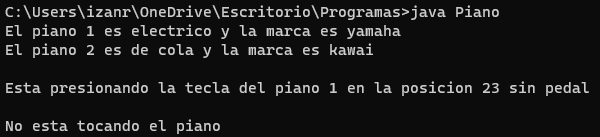 C:\Users\izanr\OneDrive\Escritorio\Programas>java Piano
El piano 1 es electrico y la marca es yamaha
El piano 2 es de cola y la marca es kawai
Esta presionando la tecla del piano 1 en la posicion 23 sin pedal
No esta tocando el piano